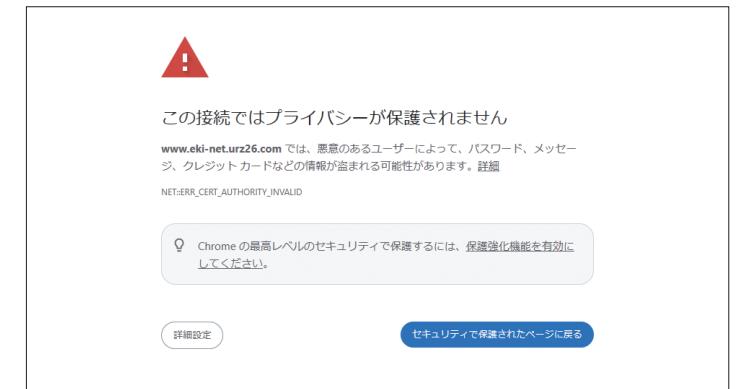 この接続ではプライバシーが保護されません
www.eki-net.urz26.com では、悪意のあるユーザーによって、パスワード、メッセー
ジ、クレジット カードなどの情報が盗まれる可能性があります。詳細
NET::ERR_CERT_AUTHORITY_INVALID
Chrome の最高レベルのセキュリティで保護するには、保護強化機能を有効に
してください。
詳細設定
セキュリティで保護されたページに戻る